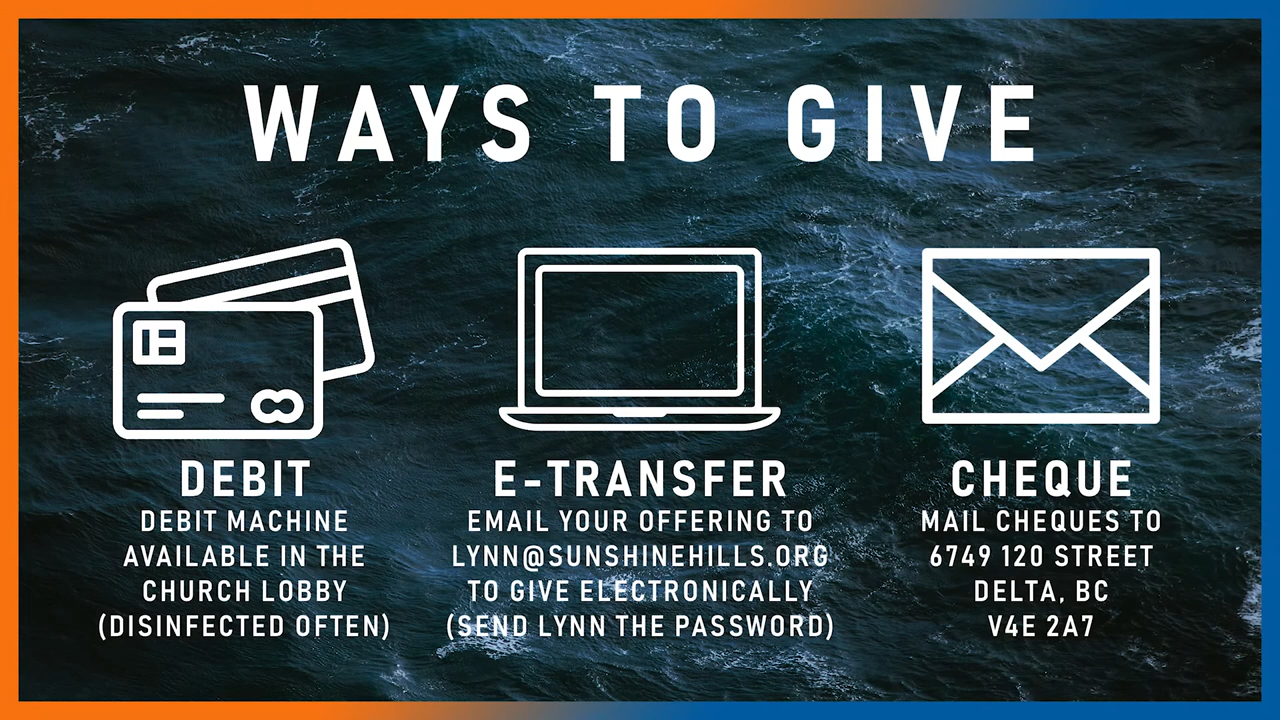 WAYS TO GIVE
DEBIT
DEBIT MACHINE
AVAILABLE IN THE
CHURCH LOBBY
(DISINFECTED OFTEN)
E-TRANSFER
EMAIL YOUR OFFERING TO
LYNN@SUNSHINEHILLS.ORG
TO GIVE ELECTRONICALLY
(SEND LYNN THE PASSWORD)
CHEQUE
MAIL CHEQUES TO
6749 120 STREET
DELTA, BC
V4E 2A7